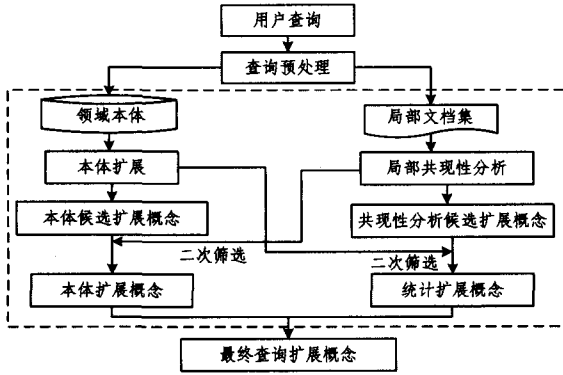 用户查询
查询预处理
领域本体
局部文档集
本体扩展
局部共现性分析
本体候选扩展概念
共现性分析候选扩展概念
二次筛选
二次筛选
本体扩展概念
统计扩展概念
最终查询扩展概念